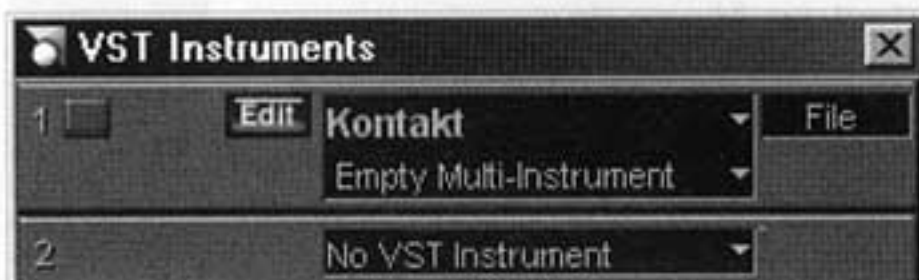 VST Instruments
1 Edit Kontakt File
Empty Multi-Instrument
2 No VST Instrument